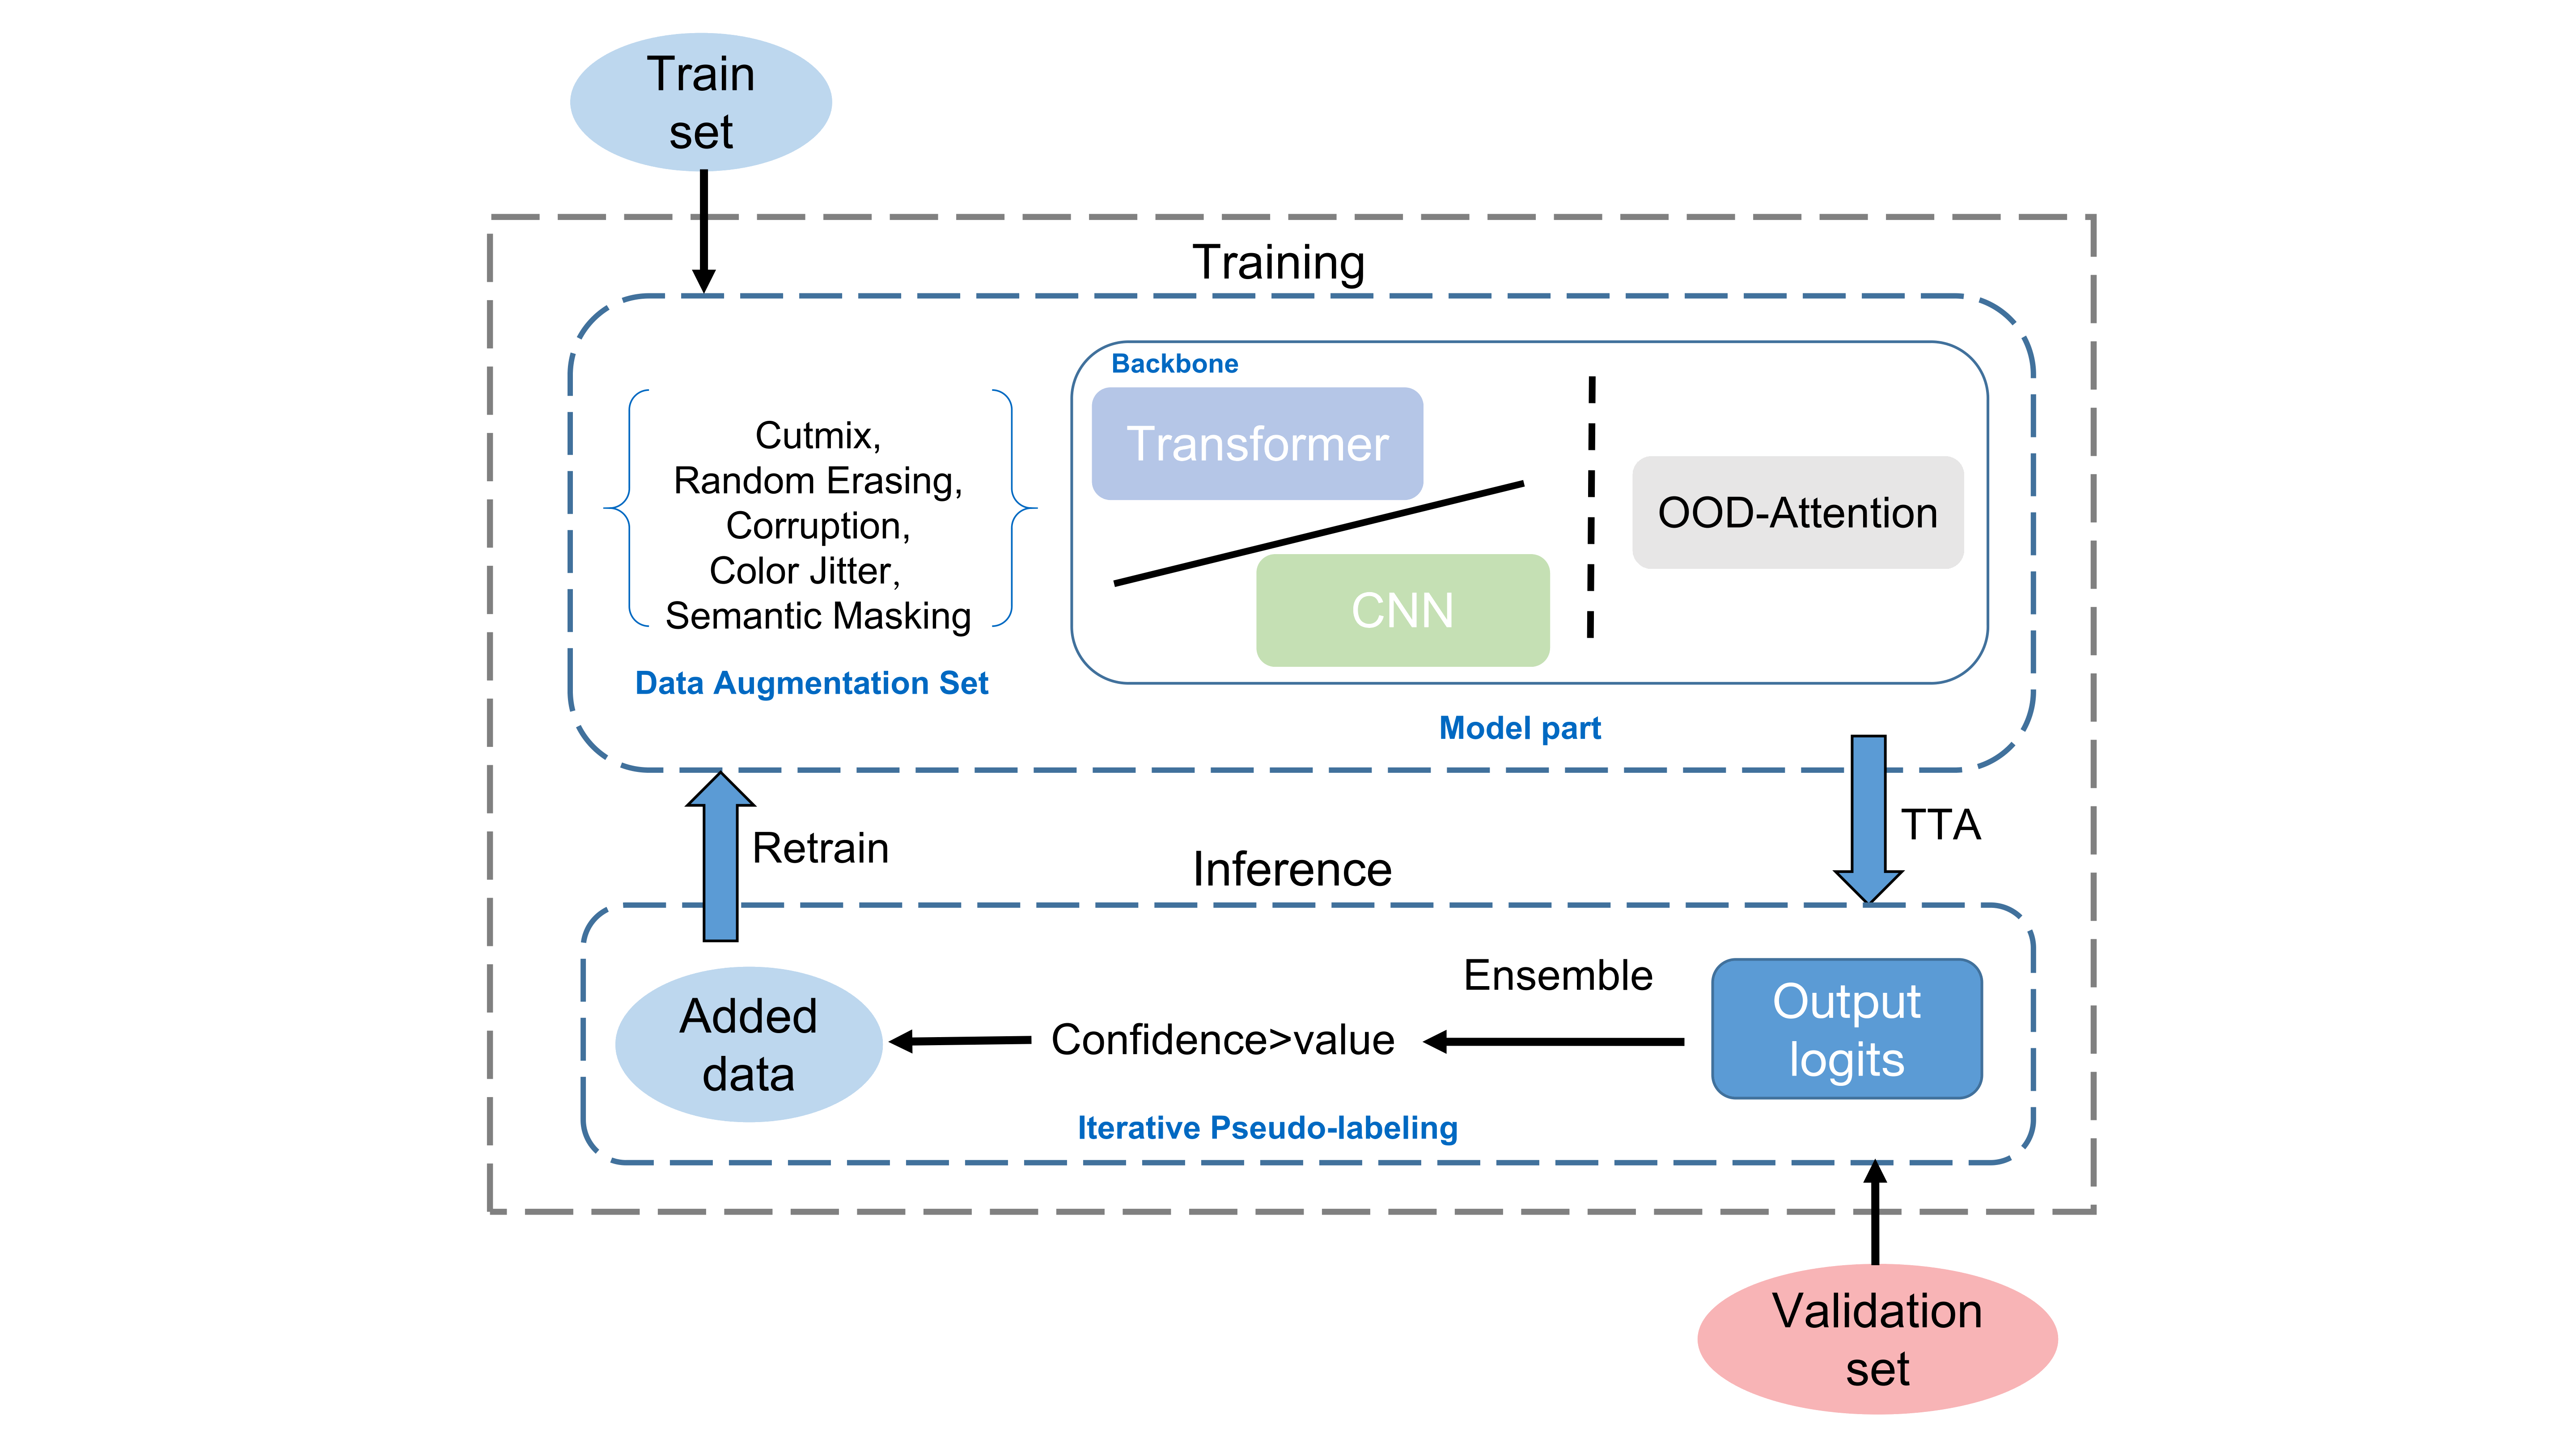 Train
set
Training
Backbone
Transformer
CNN
OOD-Attention
Cutmix,
Random Erasing,
Corruption,
Color Jitter,
Semantic Masking
Data Augmentation Set
Model part
Retrain
TTA
Inference
Added
data
Confidence>value
Ensemble
Output
logits
Iterative Pseudo-labeling
Validation
set